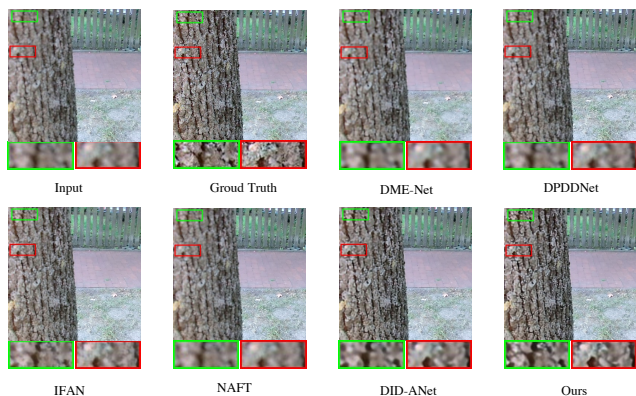 Input
Groud Truth
DME-Net
DPDDNet
IFAN
NAFT
DID-ANet
Ours